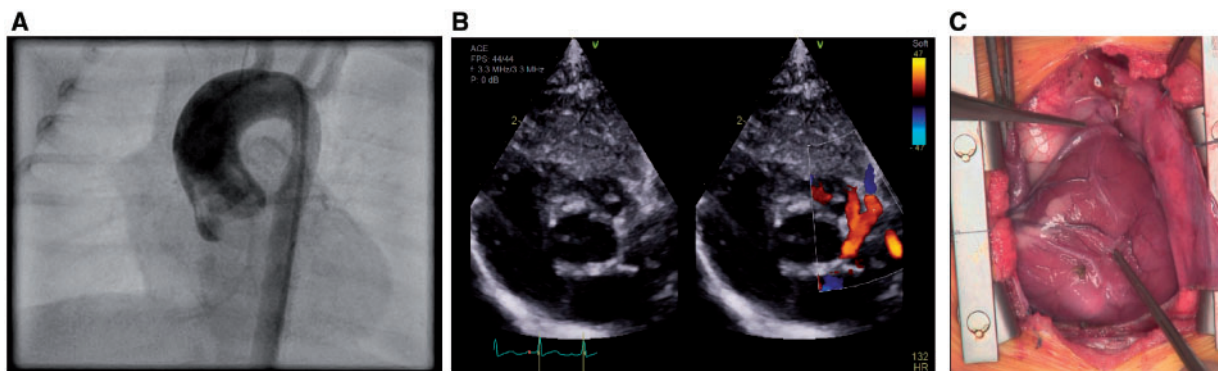 A
B
C
ACE
FPS: 44/44
f: 3.3 MHz/3.3 MHz
P: 0 dB
V
V
Soft
47
2
2
-47
132
HR